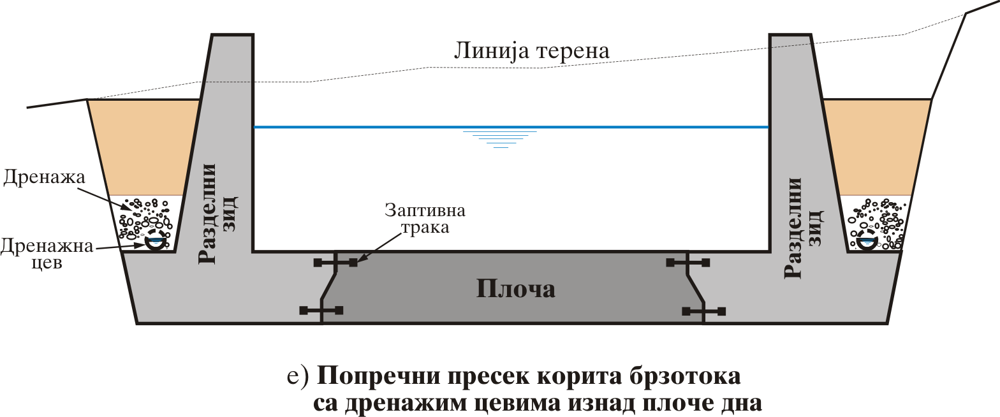 Линија терена
Дренажа
Дренажна
цев
Разделни
зид
Заптивна
трака
Плоча
Разделни
зид
е) Попречни пресек корита брзотока
са дренажим цевима изнад плоче дна